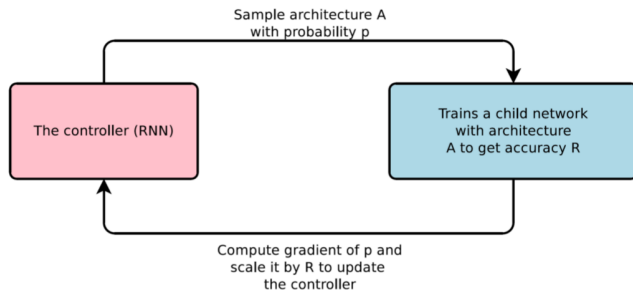 Sample architecture A
with probability p
The controller (RNN)
Trains a child network
with architecture
A to get accuracy R
Compute gradient of p and
scale it by R to update
the controller